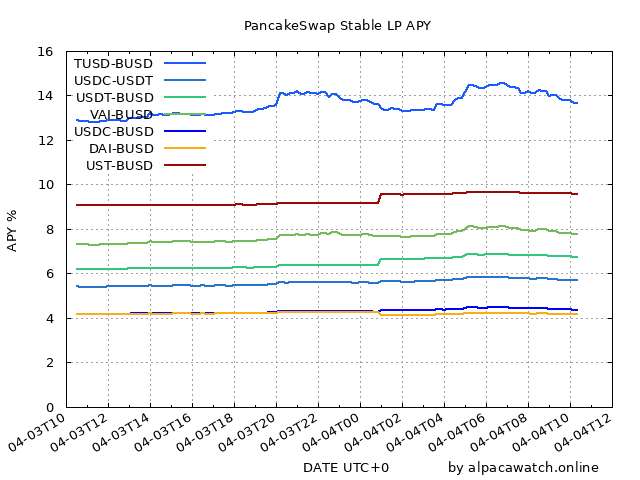 PancakeSwap Stable LP APY
16
14
12
10
8
6
4
2
0
APY %
TUSD-BUSD
USDC-USDT
USDT-BUSD
VAI-BUSD
USDC-BUSD
DAI-BUSD
UST-BUSD
04-03T10
04-03T12
04-03T14
04-03T16
04-03T18
04-03T20
04-03T22
04-04T00
04-04T02
04-04T04
04-04T06
04-04T08
04-04T10
04-04T12
DATE UTC+0
by alpacawatch.online